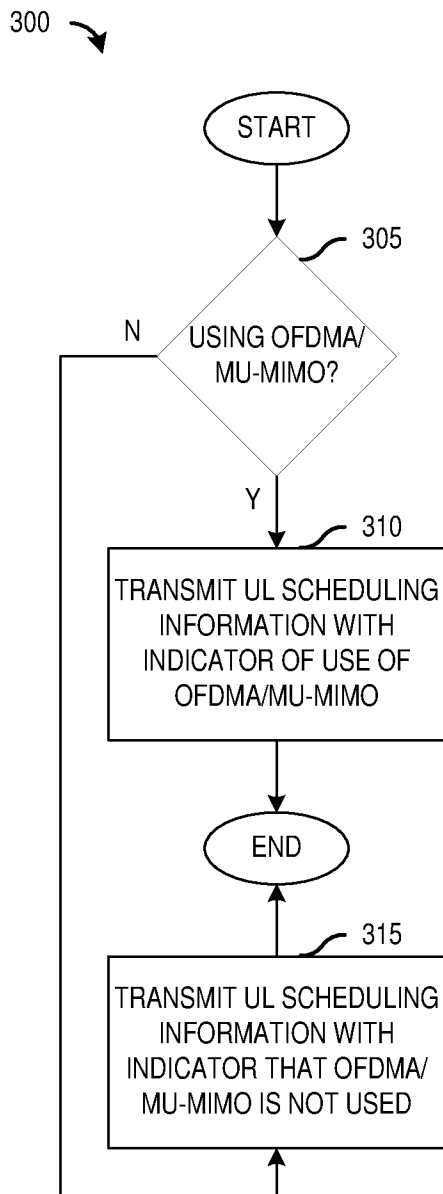 300
START
305
N
USING OFDMA/
MU-MIMO?
Y
310
TRANSMIT UL SCHEDULING
INFORMATION WITH
INDICATOR OF USE OF
OFDMA/MU-MIMO
END
315
TRANSMIT UL SCHEDULING
INFORMATION WITH
INDICATOR THAT OFDMA/
MU-MIMO IS NOT USED